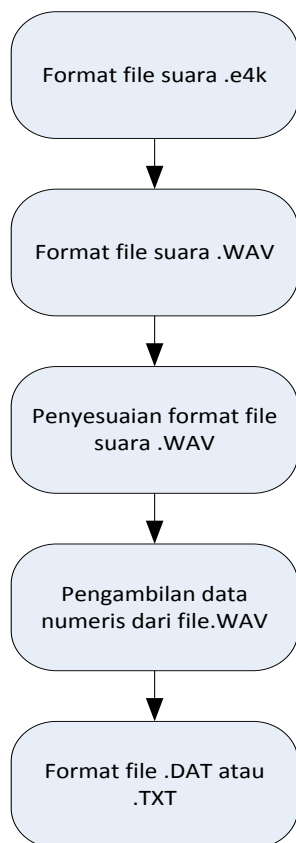 Format file suara .e4k
Format file suara .WAV
Penyesuaian format file
suara .WAV
Pengambilan data
numeris dari file.WAV
Format file .DAT atau
.TXT